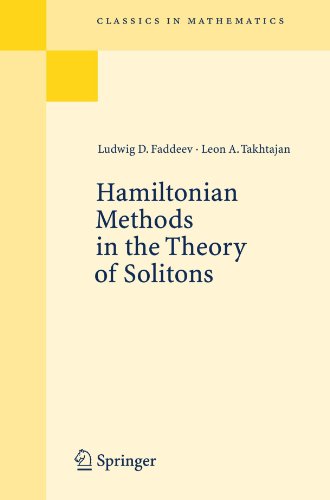 CLASSICS IN MATHEMATICS
Ludwig D. Faddeev · Leon A. Takhtajan
Hamiltonian
Methods
in the Theory
of Solitons
Springer